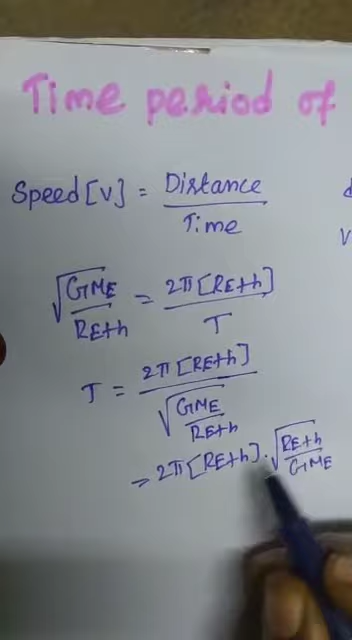 Time period of
Speed[v] = Distance / Time
√(GME / RE+h) = 2π[RE+h] / T
T = 2π[RE+h] / √(GME / RE+h)
= 2π[RE+h] . √(RE+h / GME)